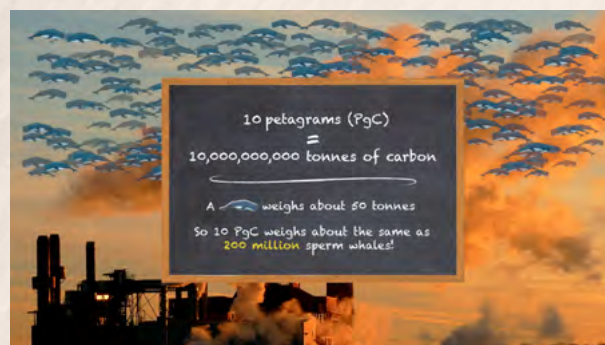 10 petagrams (PgC)
=
10,000,000,000 tonnes of carbon
A weighs about 50 tonnes
So 10 PgC weighs about the same as
200 million sperm whales!